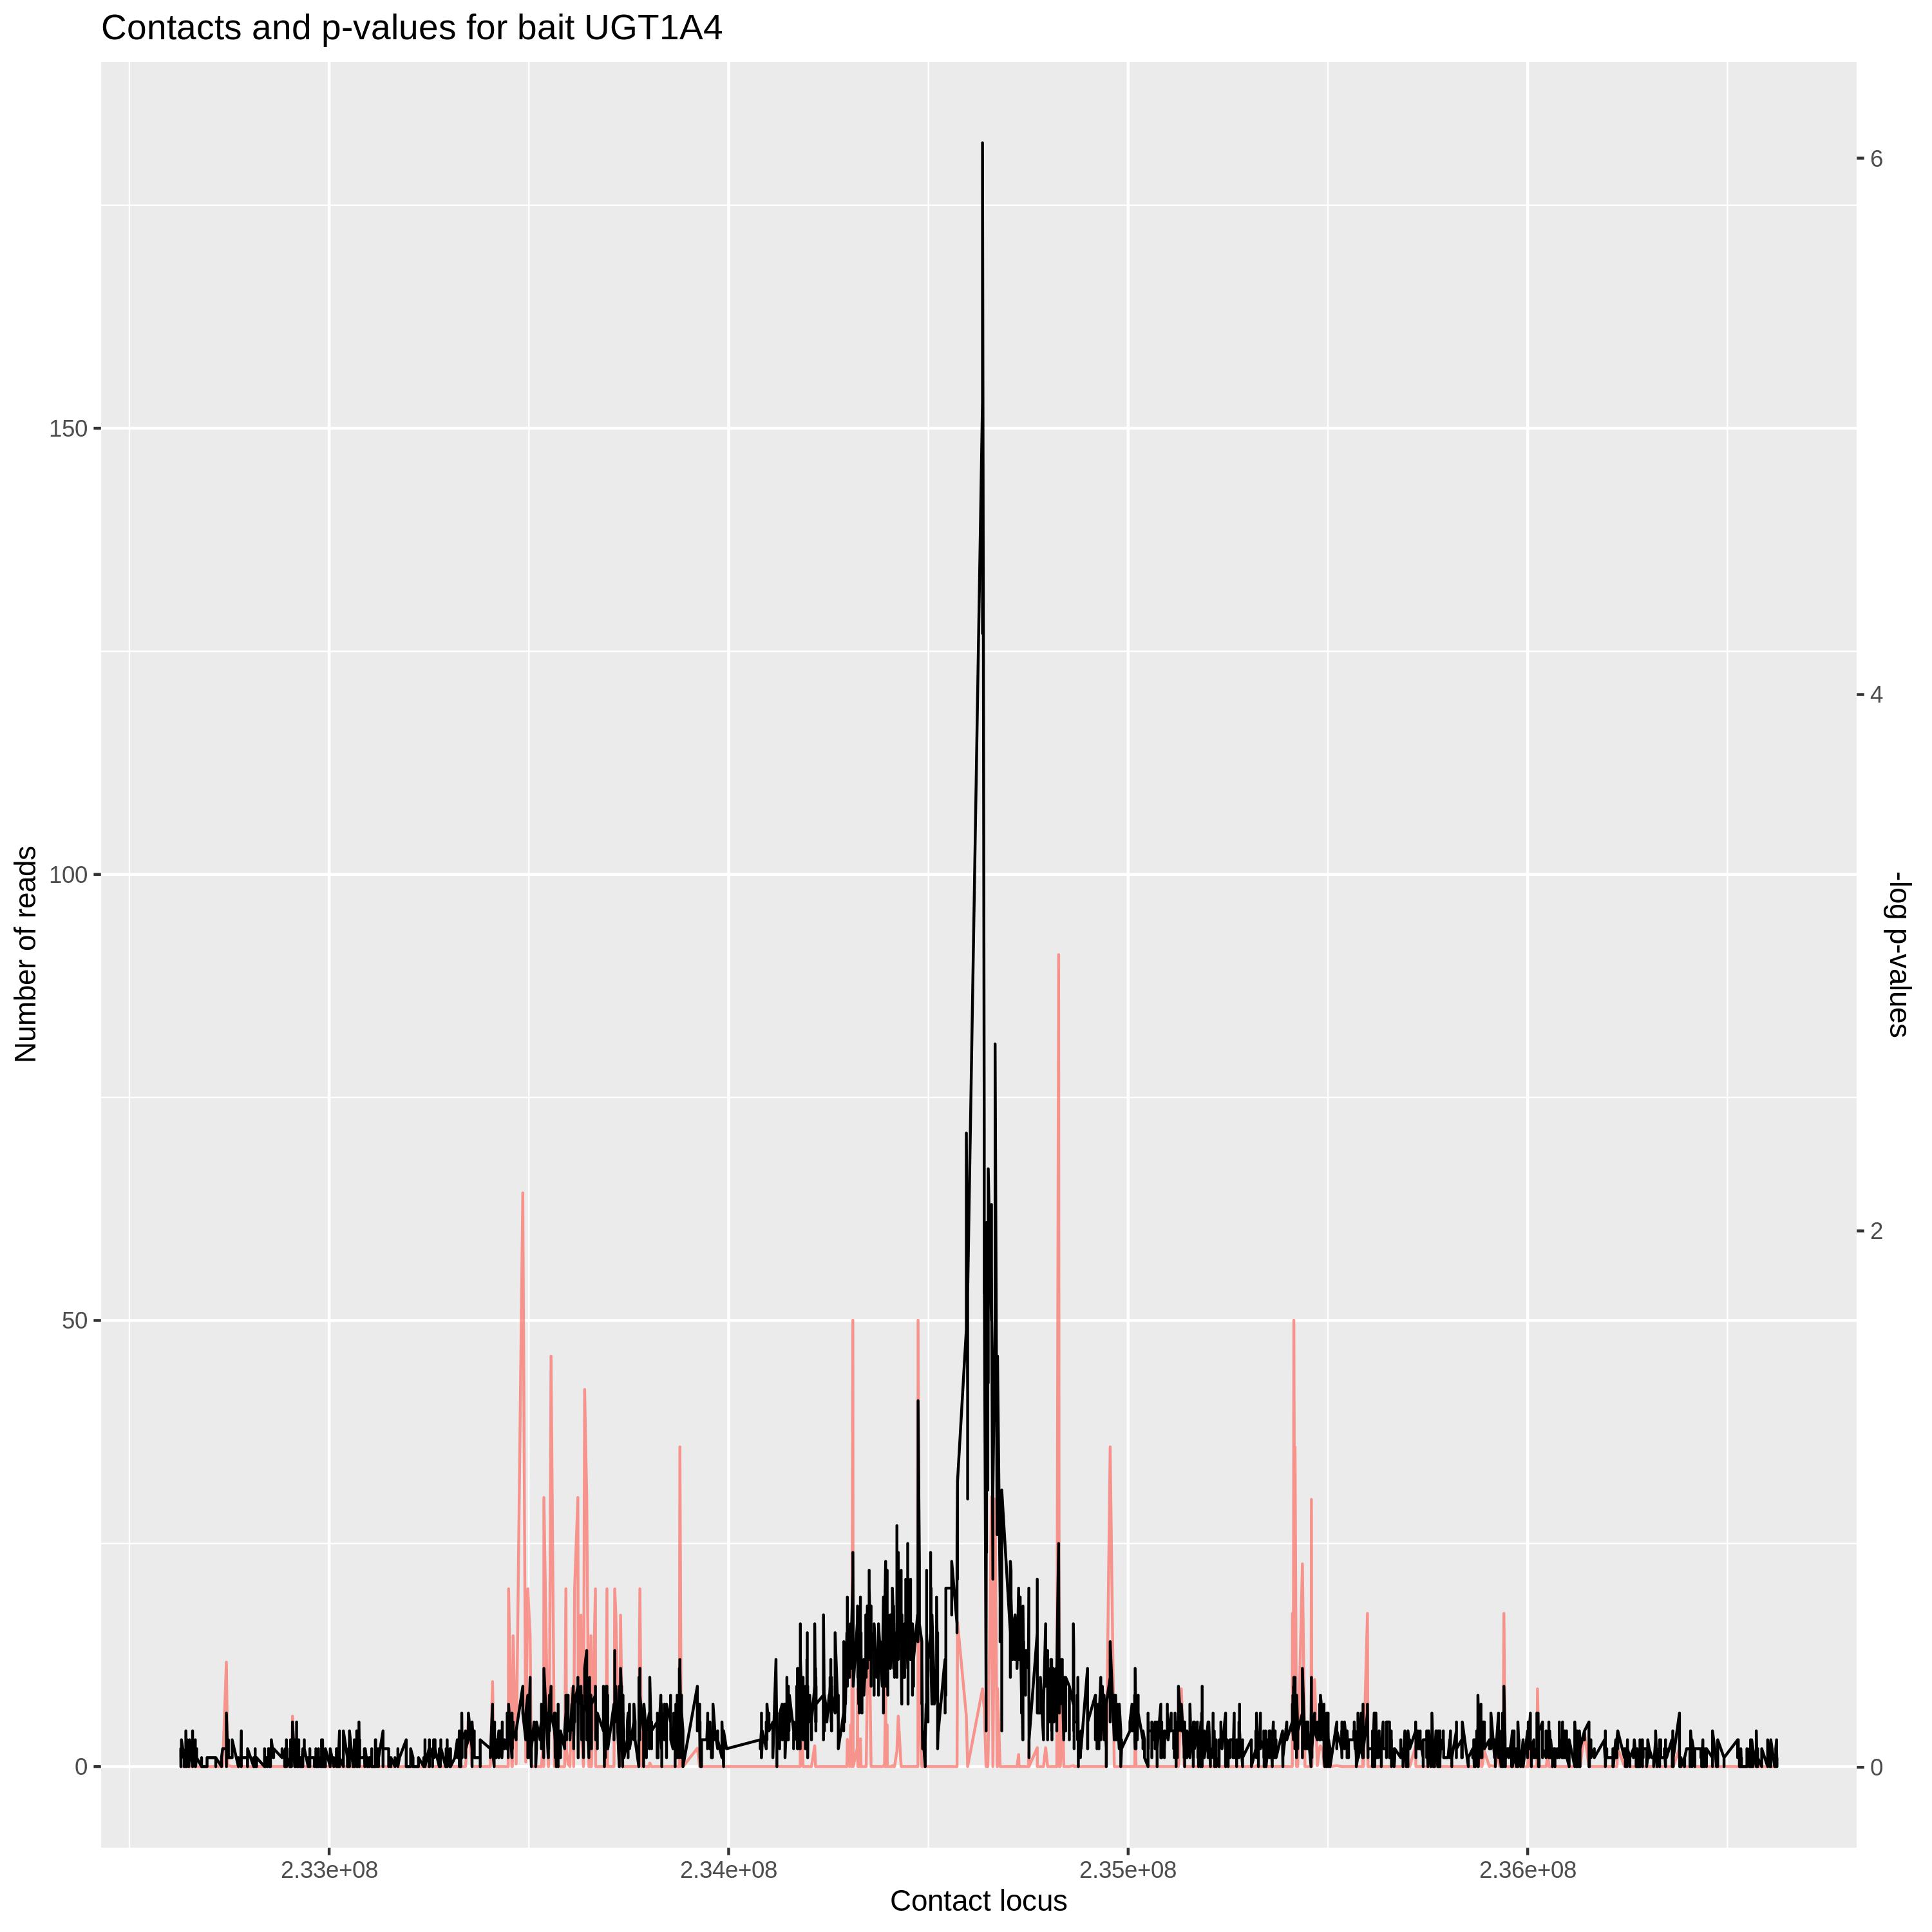 Contacts and p-values for bait UGT1A4
Number of reads
150
100
50
0
6
4
2
0
-log p-values
2.33e+08
2.34e+08
2.35e+08
2.36e+08
Contact locus